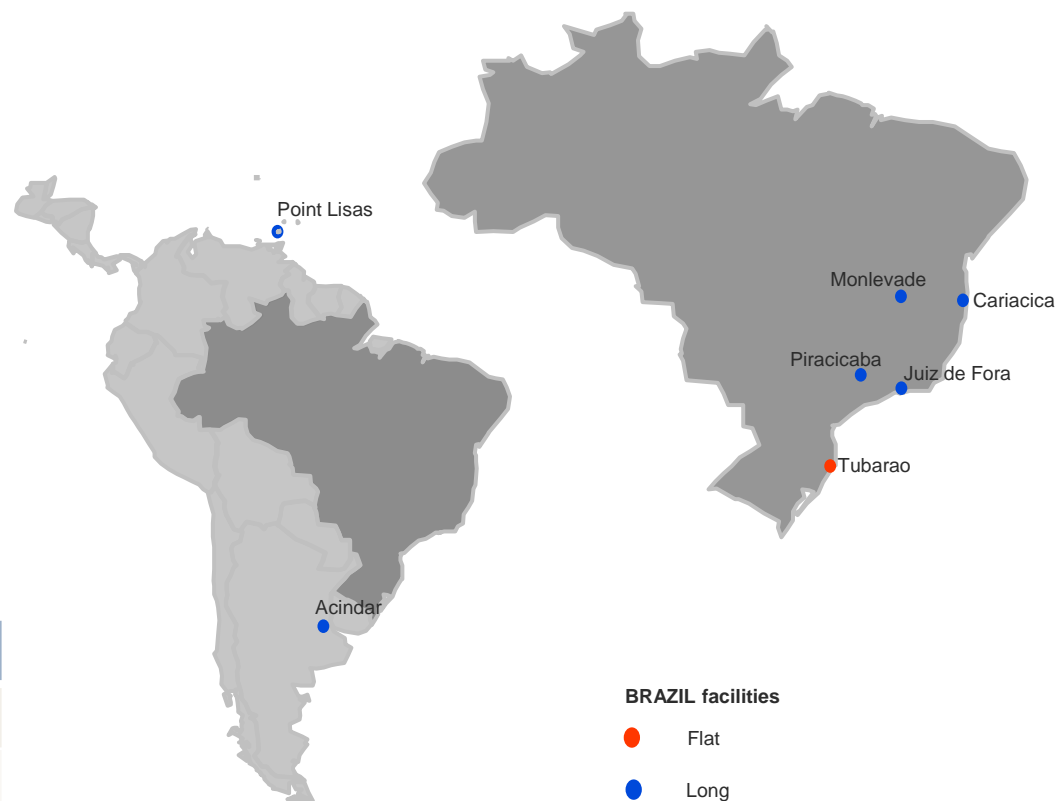 Point Lisas
Monlevade
Cariacica
Piracicaba
Juiz de Fora
Tubarao
Acindar
BRAZIL facilities
Flat
Long